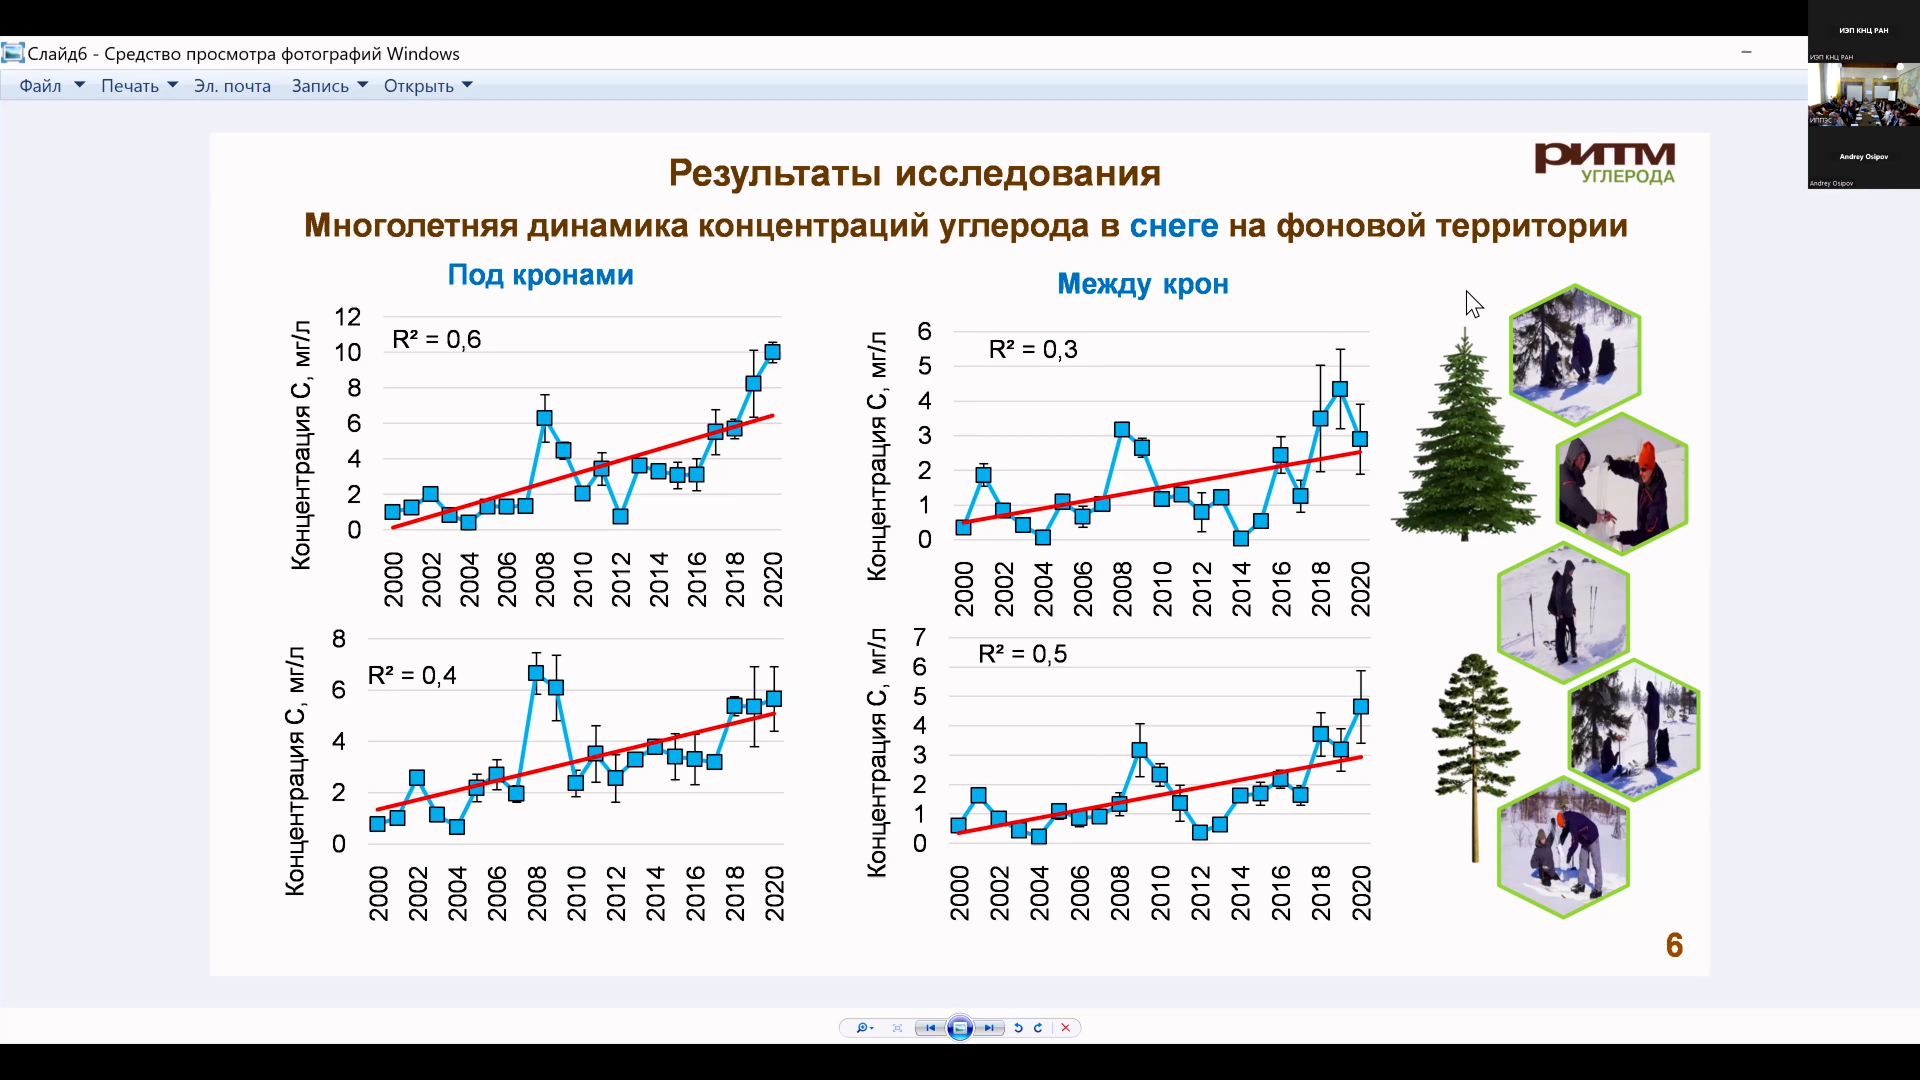 Слайд6 - Средство просмотра фотографий Windows
Файл Печать Эл. почта Запись Открыть
ИЭП КНЦ РАН
ИЭП КНЦ РАН
ИППЭС
Andrey Osipov
Andrey Osipov
РИТМ
УГЛЕРОДА
Результаты исследования
Многолетняя динамика концентраций углерода в снеге на фоновой территории
Под кронами
Концентрация С, мг/л
12
10
8
6
4
2
0
R² = 0,6
2000 2002 2004 2006 2008 2010 2012 2014 2016 2018 2020
Между крон
Концентрация С, мг/л
6
5
4
3
2
1
0
R² = 0,3
2000 2002 2004 2006 2008 2010 2012 2014 2016 2018 2020
Концентрация С, мг/л
8
6
4
2
0
R² = 0,4
2000 2002 2004 2006 2008 2010 2012 2014 2016 2018 2020
Концентрация С, мг/л
7
6
5
4
3
2
1
0
R² = 0,5
2000 2002 2004 2006 2008 2010 2012 2014 2016 2018 2020
6